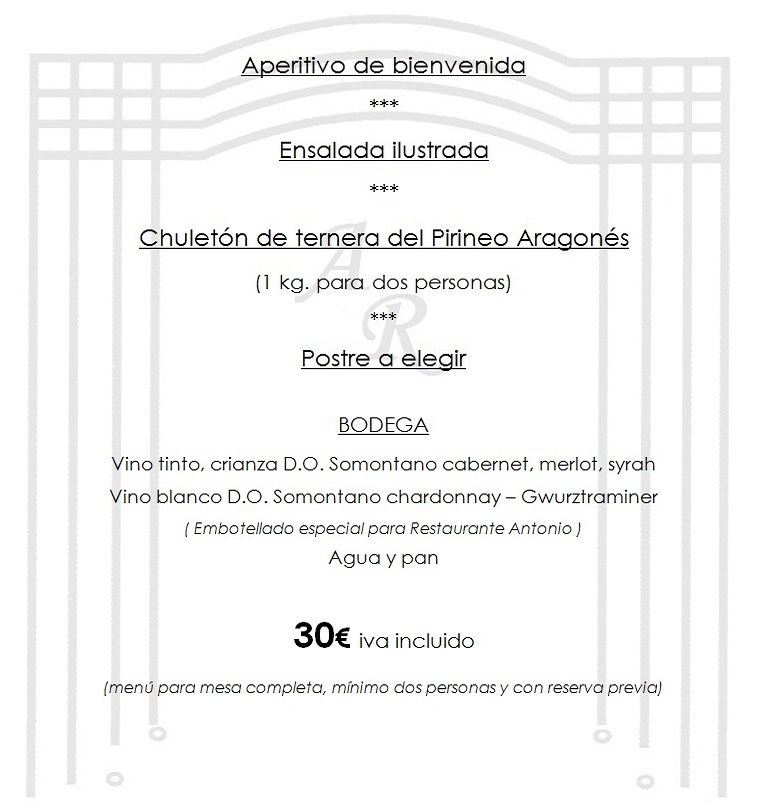 Aperitivo de bienvenida
***
Ensalada ilustrada
***
Chuletón de ternera del Pirineo Aragonés
(1 kg. para dos personas)
***
AR
Postre a elegir
BODEGA
Vino tinto, crianza D.O. Somontano cabernet, merlot, syrah
Vino blanco D.O. Somontano chardonnay – Gwurztraminer
( Embotellado especial para Restaurante Antonio )
Agua y pan
30€ iva incluido
(menú para mesa completa, mínimo dos personas y con reserva previa)